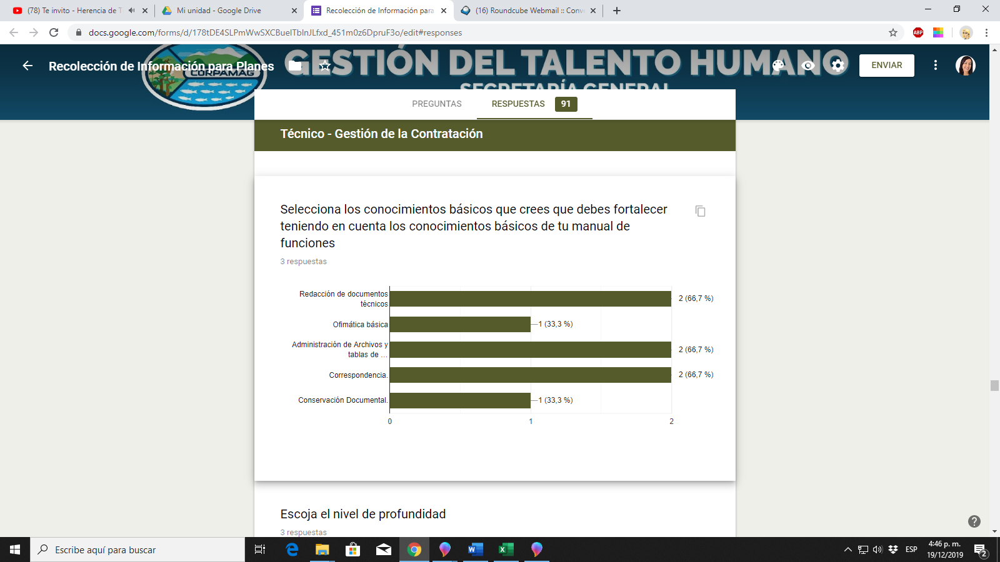 (78) Te invito - Herencia de T
Mi unidad - Google Drive
Recolección de Información para
(16) Roundcube Webmail :: Conv
docs.google.com/forms/d/178tDE4SLPmWwSXCBuelTblnJLfxd_451m0z6DpruF3o/edit#responses
ABP
Recolección de Información para Planes
CORPAMAG
GESTIÓN DEL TALENTO HUMANO
SECRETARÍA GENERAL
ENVIAR
PREGUNTAS
RESPUESTAS 91
Técnico - Gestión de la Contratación
Selecciona los conocimientos básicos que crees que debes fortalecer
teniendo en cuenta los conocimientos básicos de tu manual de
funciones
3 respuestas
Redacción de documentos
técnicos
2 (66,7 %)
Ofimática básica
1 (33,3 %)
Administración de Archivos y
tablas de …
2 (66,7 %)
Correspondencia.
2 (66,7 %)
Conservación Documental.
1 (33,3 %)
0 1 2
Escoja el nivel de profundidad
3 respuestas
Escribe aquí para buscar
ESP
4:46 p. m.
19/12/2019
2